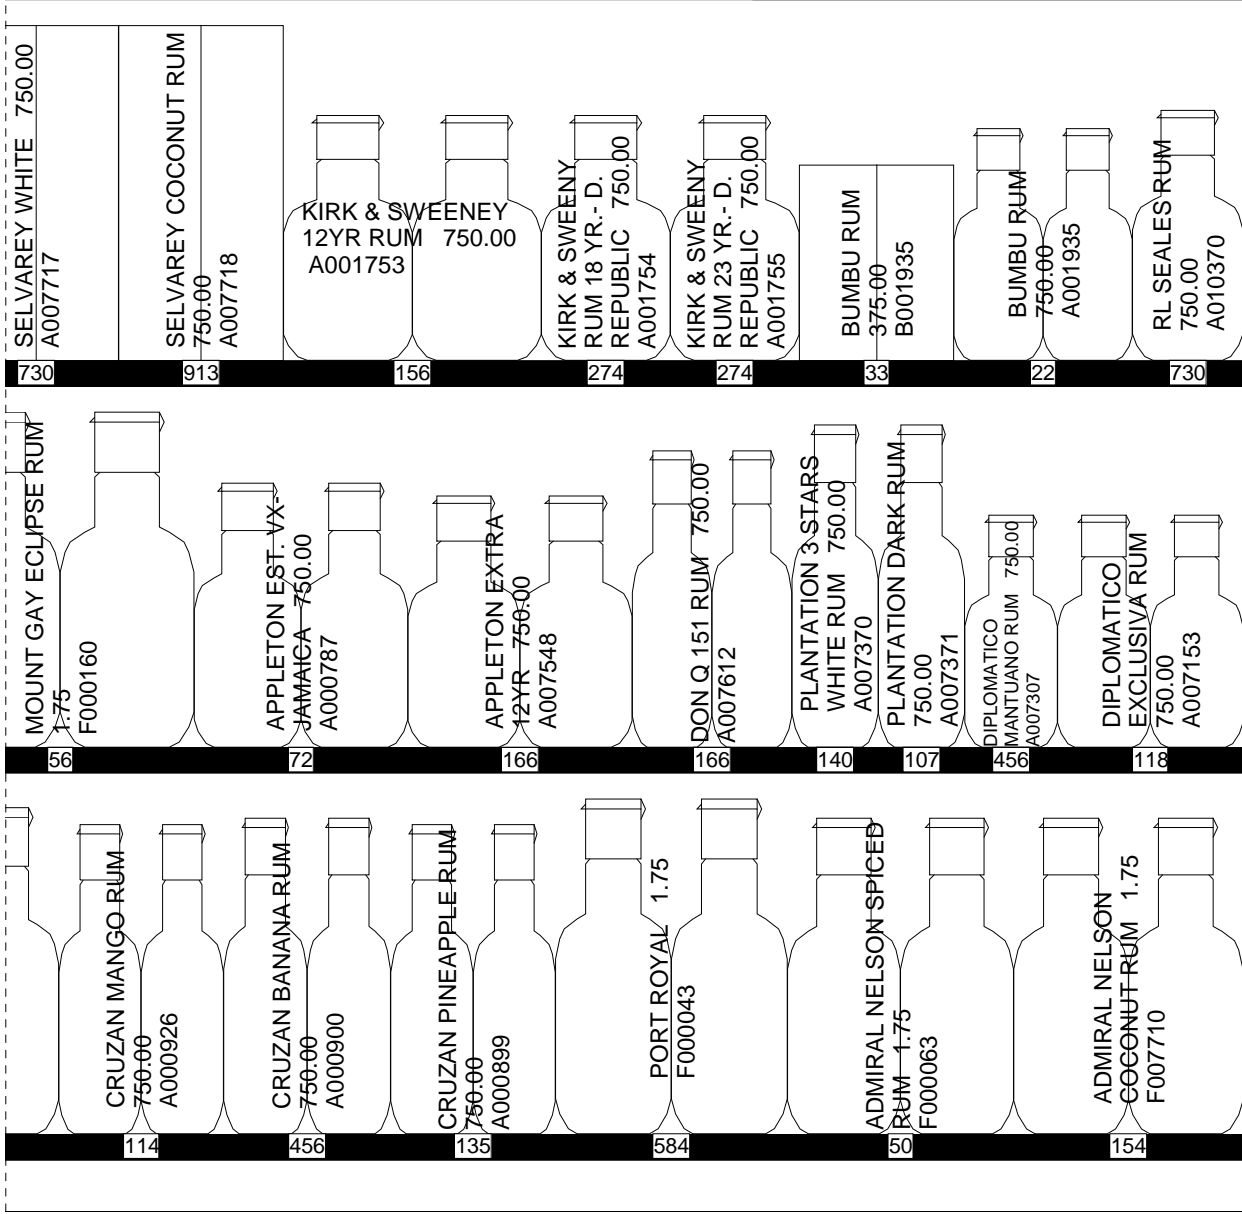 SELVAREY WHITE 750.00
A007717
SELVAREY COCONUT RUM
750.00
A007718
KIRK & SWEENEY
12YR RUM 750.00
A001753
KIRK & SWEENY
RUM 18 YR.- D.
REPUBLIC 750.00
A001754
KIRK & SWEENY
RUM 23 YR.- D.
REPUBLIC 750.00
A001755
BUMBU RUM
375.00
B001935
BUMBU RUM
750.00
A001935
RL SEALES RUM
750.00
A010370
730
913
156
274
274
33
22
730
MOUNT GAY ECLIPSE RUM
1.75
F000160
APPLETON EST. VX-
JAMAICA 750.00
A000787
APPLETON EXTRA
12YR 750.00
A007548
DON Q 151 RUM 750.00
A007612
PLANTATION 3 STARS
WHITE RUM 750.00
A007370
PLANTATION DARK RUM
750.00
A007371
DIPLOMATICO
MANTUANO RUM 750.00
A007307
DIPLOMATICO
EXCLUSIVA RUM
750.00
A007153
56
72
166
166
140
107
456
118
CRUZAN MANGO RUM
750.00
A000926
CRUZAN BANANA RUM
750.00
A000900
CRUZAN PINEAPPLE RUM
750.00
A000899
PORT ROYAL 1.75
F000043
ADMIRAL NELSON SPICED
RUM 1.75
F000063
ADMIRAL NELSON
COCONUT RUM 1.75
F007710
114
456
135
584
50
154